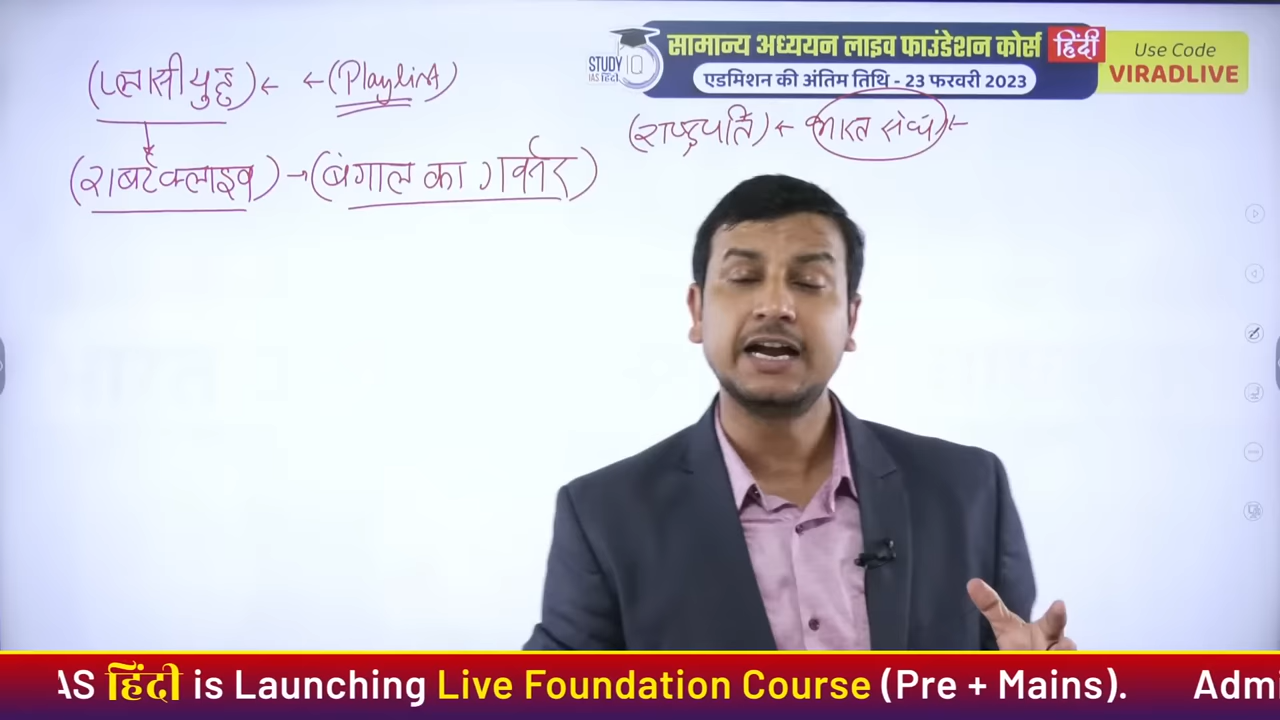 (प्लासी युद्ध) ← ← (Playlist)
(राबर्ट क्लाइव) → (बंगाल का गवर्नर)
(राष्ट्रपति) ← भारत संघ ←
STUDY IQ
IAS हिंदी
सामान्य अध्ययन लाइव फाउंडेशन कोर्स हिंदी
एडमिशन की अंतिम तिथि - 23 फरवरी 2023
Use Code
VIRADLIVE
AS हिंदी is Launching Live Foundation Course (Pre + Mains). Admi